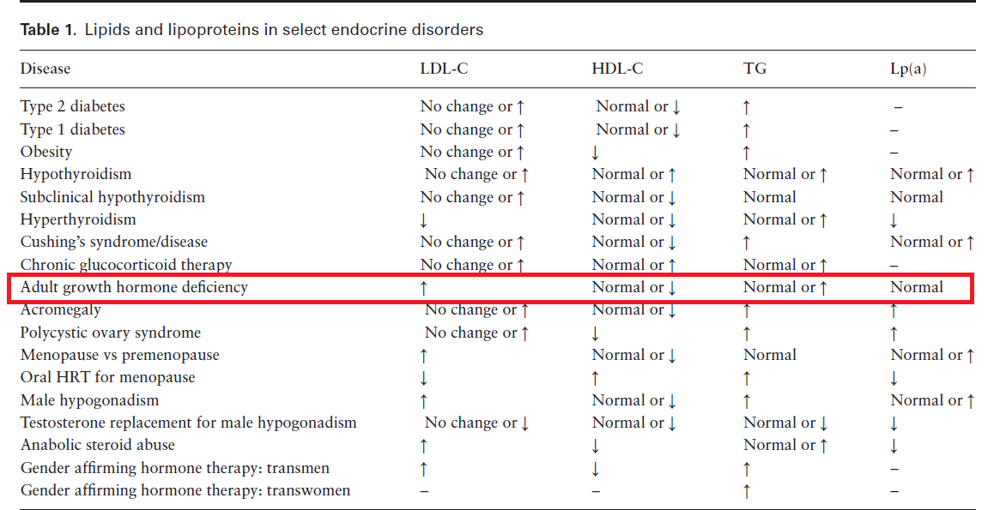 Table 1. Lipids and lipoproteins in select endocrine disorders
Disease LDL-C HDL-C TG Lp(a)
Type 2 diabetes No change or ↑ Normal or ↓ ↑ –
Type 1 diabetes No change or ↑ Normal or ↓ ↑ –
Obesity No change or ↑ ↓ ↑ –
Hypothyroidism No change or ↑ Normal or ↑ Normal or ↑ Normal or ↑
Subclinical hypothyroidism No change or ↑ Normal or ↓ Normal Normal
Hyperthyroidism ↓ Normal or ↓ Normal or ↑ ↓
Cushing’s syndrome/disease No change or ↑ Normal or ↓ ↑ Normal or ↑
Chronic glucocorticoid therapy No change or ↑ Normal or ↑ Normal or ↑ –
Adult growth hormone deficiency ↑ Normal or ↓ Normal or ↑ Normal
Acromegaly No change or ↑ Normal or ↓ ↑ ↑
Polycystic ovary syndrome No change or ↑ ↓ ↑ ↑
Menopause vs premenopause ↑ Normal or ↓ Normal Normal or ↑
Oral HRT for menopause ↓ ↑ ↑ ↓
Male hypogonadism ↑ Normal or ↓ ↑ Normal or ↑
Testosterone replacement for male hypogonadism No change or ↓ Normal or ↓ Normal or ↓ ↓
Anabolic steroid abuse ↑ ↓ Normal or ↑ ↓
Gender affirming hormone therapy: transmen ↑ ↓ ↑ –
Gender affirming hormone therapy: transwomen – – ↑ –